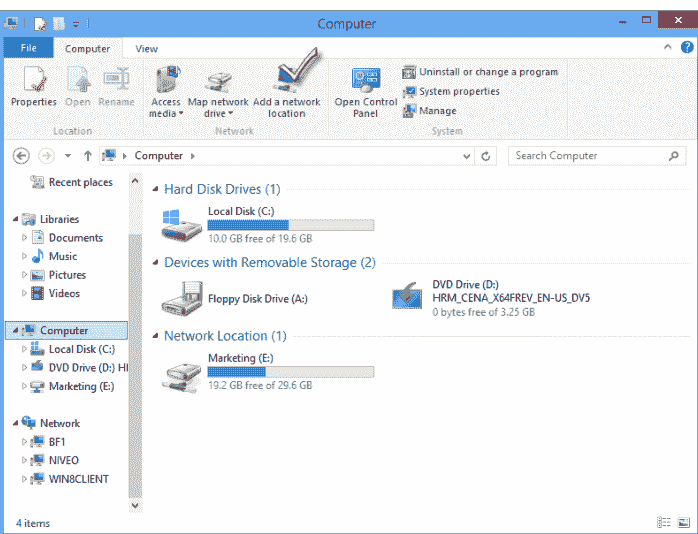 Computer
File
Computer
View
Properties
Open
Rename
Access media
Map network drive
Add a network location
Open Control Panel
Uninstall or change a program
System properties
Manage
Location
Network
System
Computer
Search Computer
Recent places
Libraries
Documents
Music
Pictures
Videos
Computer
Local Disk (C:)
DVD Drive (D:) HI
Marketing (E:)
Network
BF1
NIVEO
WIN8CLIENT
Hard Disk Drives (1)
Local Disk (C:)
10.0 GB free of 19.6 GB
Devices with Removable Storage (2)
Floppy Disk Drive (A:)
DVD Drive (D:)
HRM_CENA_X64FREV_EN-US_DV5
0 bytes free of 3.25 GB
Network Location (1)
Marketing (E:)
19.2 GB free of 29.6 GB
4 items